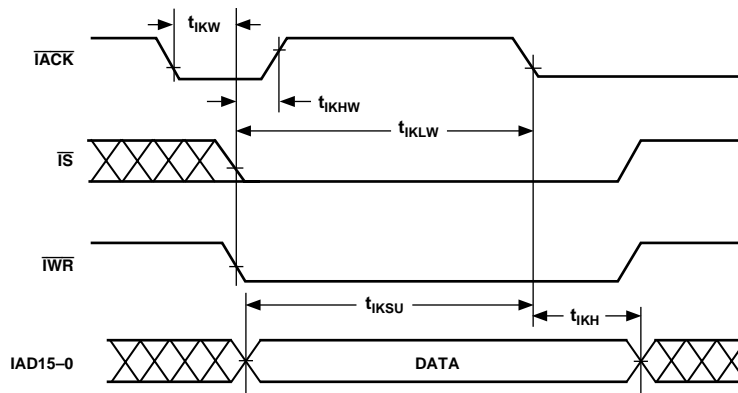 tIKW
IACK
tIKHW
tIKLW
IS
IWR
tIKSU
tIKH
IAD15–0
DATA